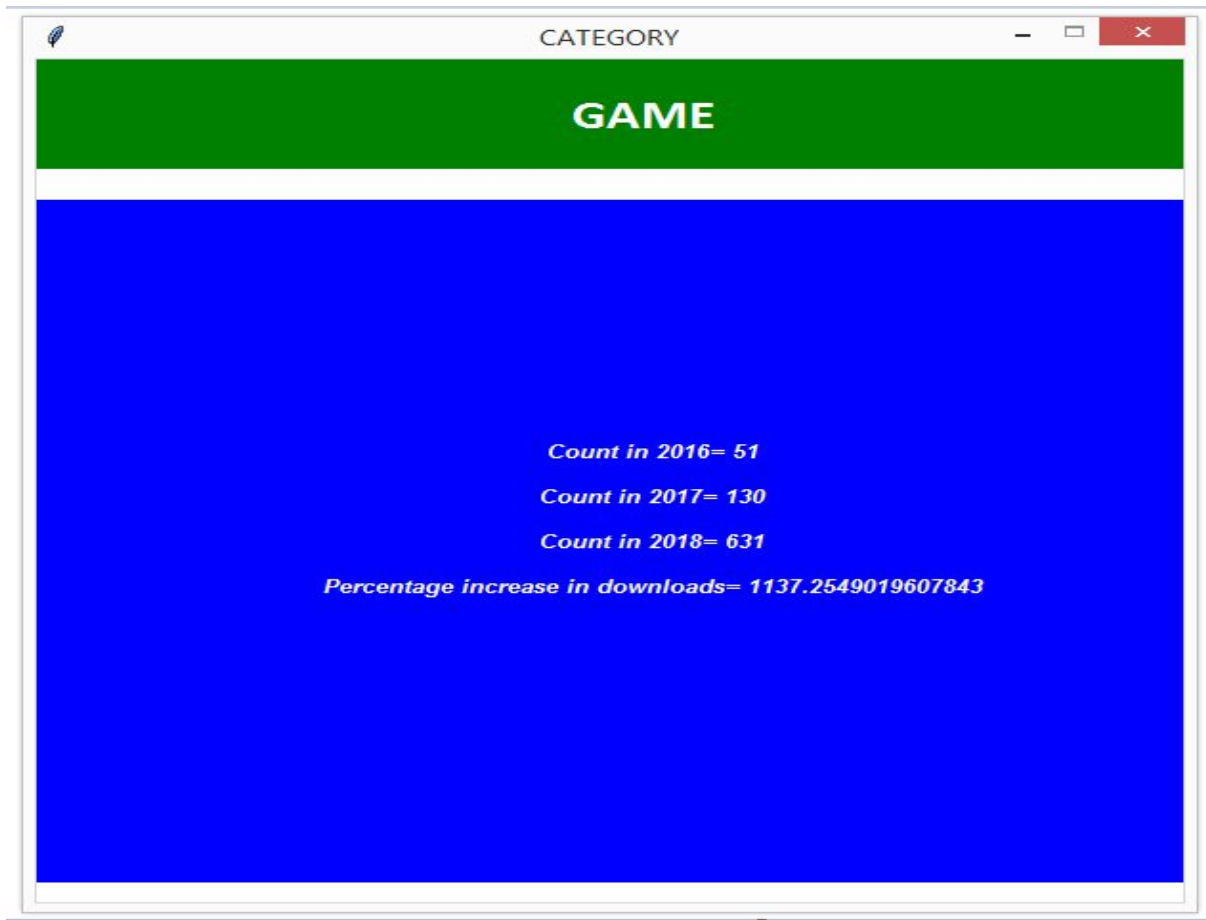 CATEGORY
GAME
Count in 2016= 51
Count in 2017= 130
Count in 2018= 631
Percentage increase in downloads= 1137.2549019607843